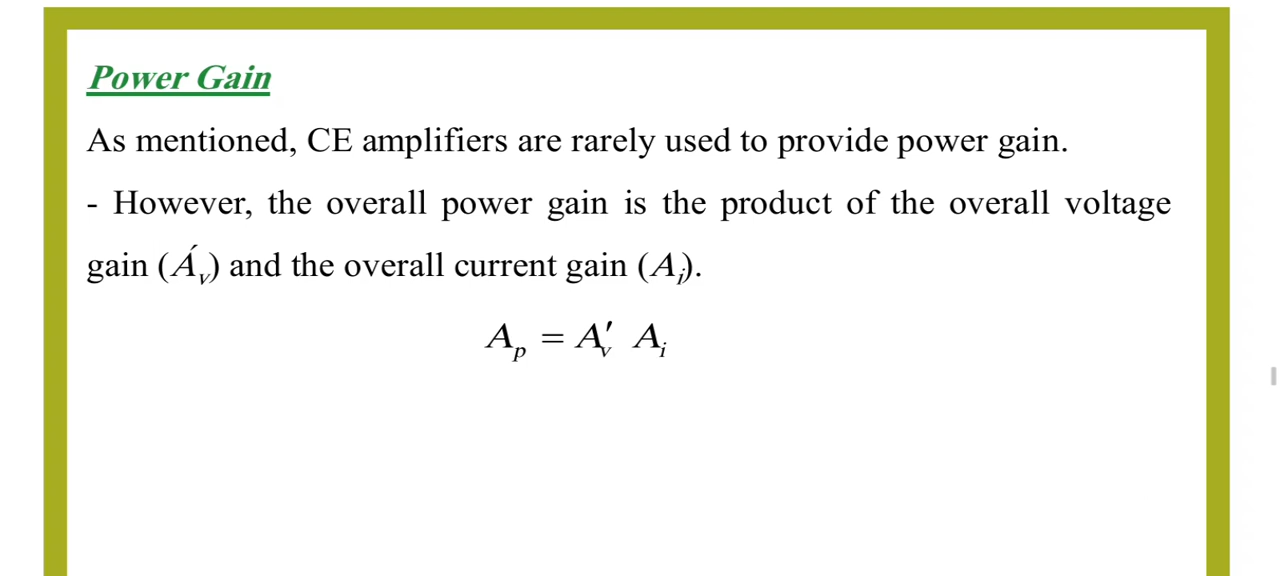 Power Gain
As mentioned, CE amplifiers are rarely used to provide power gain.
- However, the overall power gain is the product of the overall voltage
gain (Á_v) and the overall current gain (A_i).
A_p = A′_v A_i